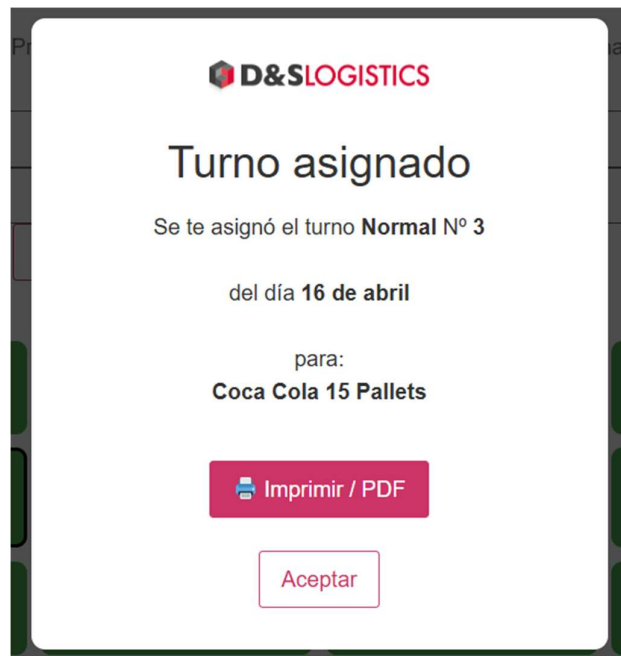 Pr
D&SLOGISTICS
Turno asignado
Se te asignó el turno Normal Nº 3
del día 16 de abril
para:
Coca Cola 15 Pallets
Imprimir / PDF
Aceptar